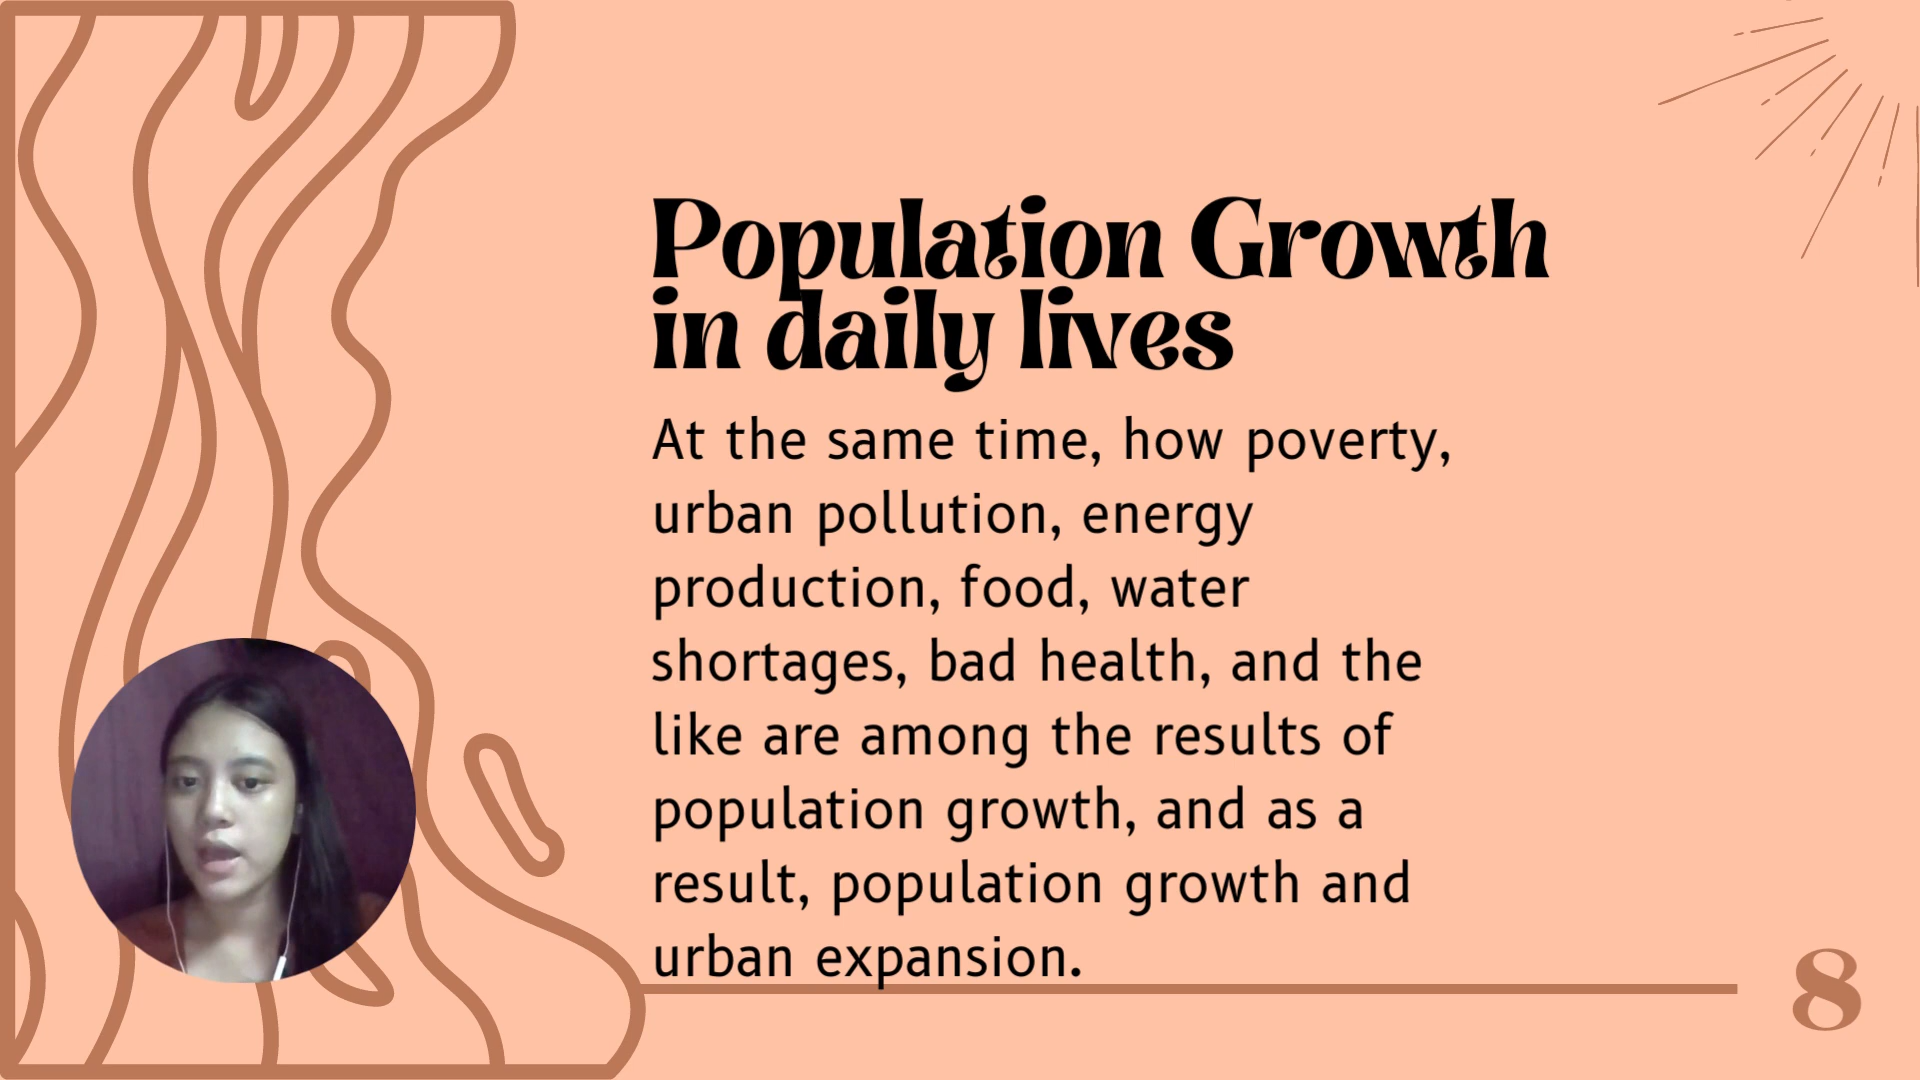 Population Growth
in daily lives
At the same time, how poverty,
urban pollution, energy
production, food, water
shortages, bad health, and the
like are among the results of
population growth, and as a
result, population growth and
urban expansion.
8